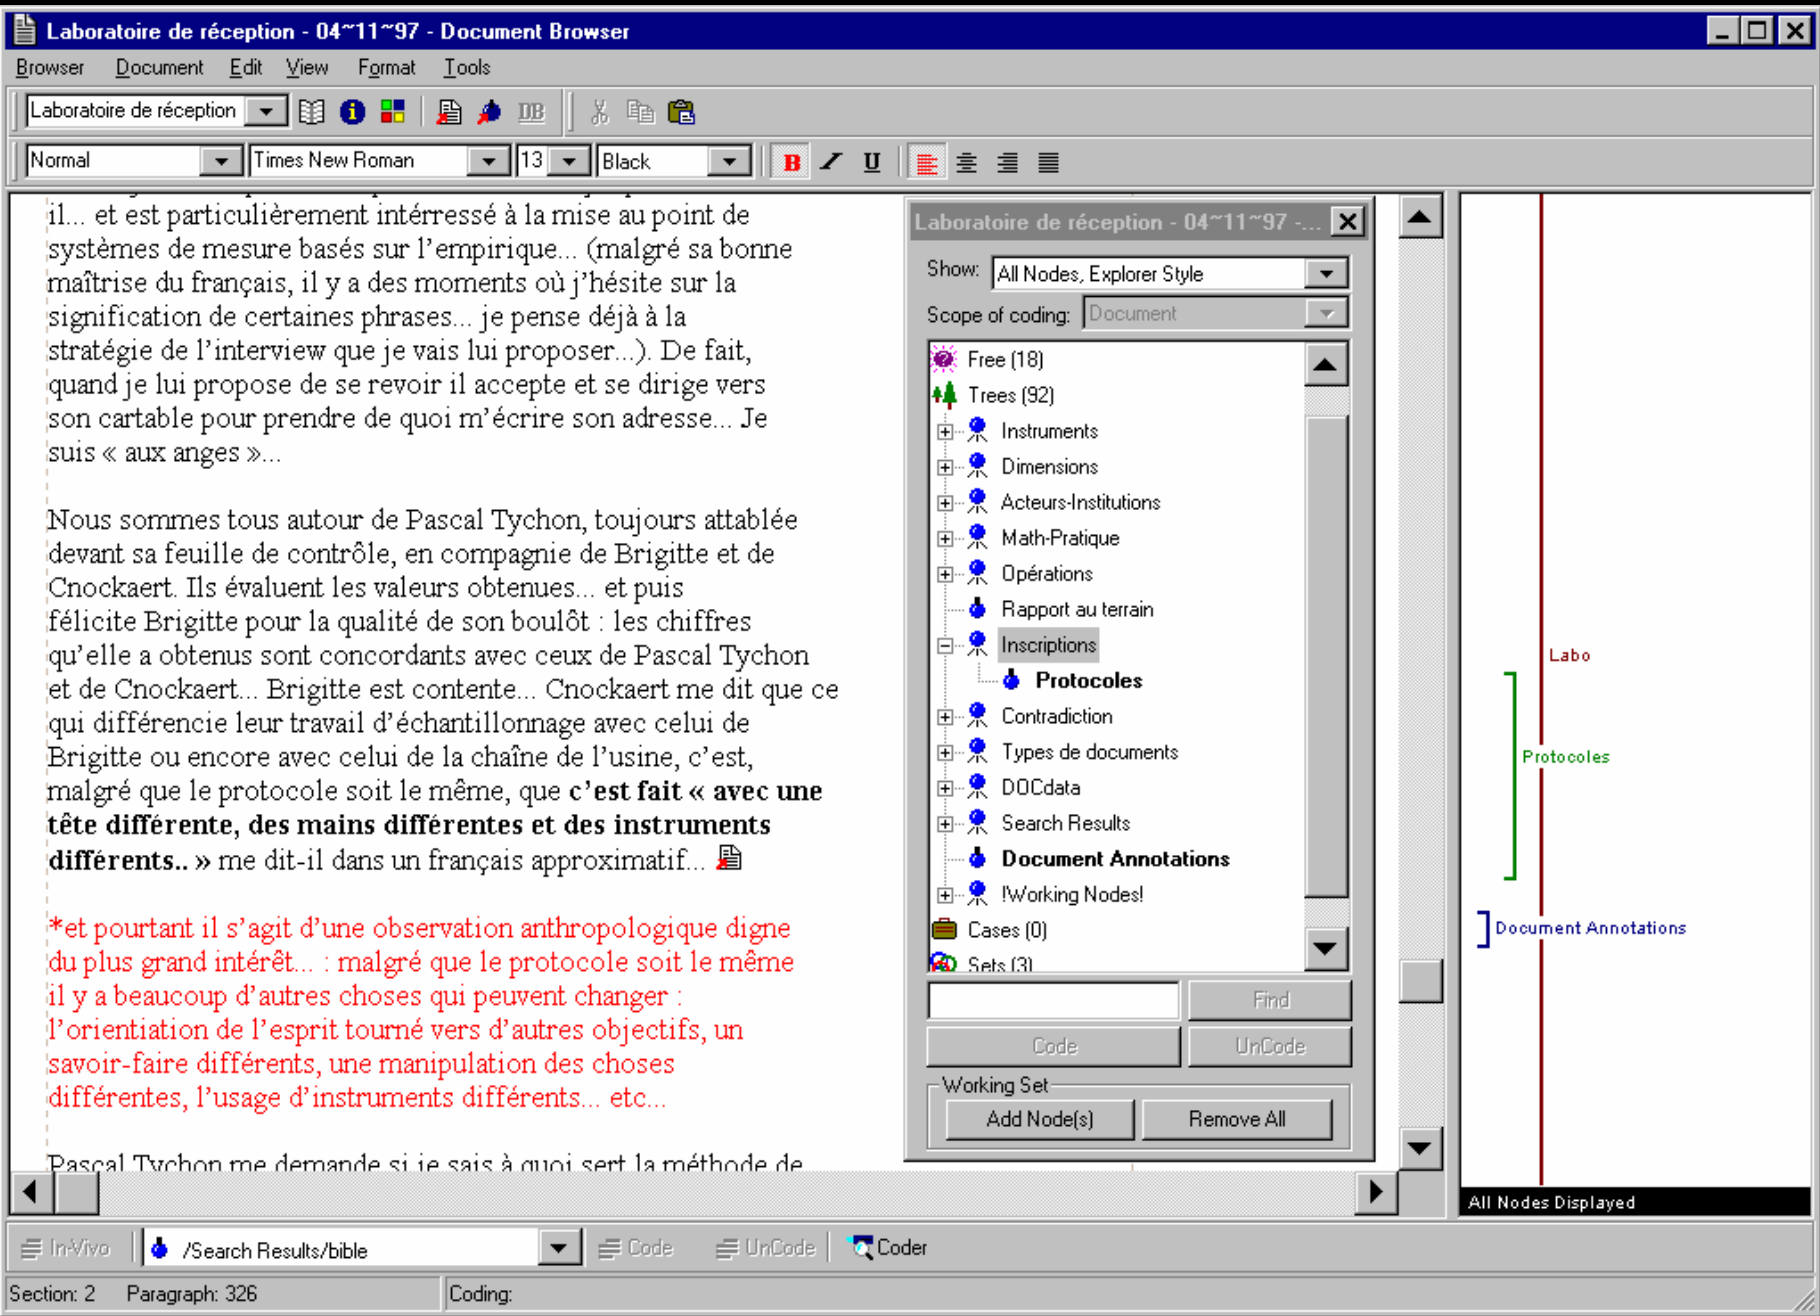 Laboratoire de réception - 04~11~97 - Document Browser
Browser Document Edit View Format Tools
Laboratoire de réception DB
Normal Times New Roman 13 Black B I U
il... et est particulièrement intérressé à la mise au point de
systèmes de mesure basés sur l'empirique... (malgré sa bonne
maîtrise du français, il y a des moments où j'hésite sur la
signification de certaines phrases... je pense déjà à la
stratégie de l'interview que je vais lui proposer...). De fait,
quand je lui propose de se revoir il accepte et se dirige vers
son cartable pour prendre de quoi m'écrire son adresse... Je
suis « aux anges »...
Nous sommes tous autour de Pascal Tychon, toujours attablée
devant sa feuille de contrôle, en compagnie de Brigitte et de
Cnockaert. Ils évaluent les valeurs obtenues... et puis
félicite Brigitte pour la qualité de son boulôt : les chiffres
qu'elle a obtenus sont concordants avec ceux de Pascal Tychon
et de Cnockaert... Brigitte est contente... Cnockaert me dit que ce
qui différencie leur travail d'échantillonnage avec celui de
Brigitte ou encore avec celui de la chaîne de l'usine, c'est,
malgré que le protocole soit le même, que c'est fait « avec une
tête différente, des mains différentes et des instruments
différents.. » me dit-il dans un français approximatif...
*et pourtant il s'agit d'une observation anthropologique digne
du plus grand intérêt... : malgré que le protocole soit le même
il y a beaucoup d'autres choses qui peuvent changer :
l'orientiation de l'esprit tourné vers d'autres objectifs, un
savoir-faire différents, une manipulation des choses
différentes, l'usage d'instruments différents... etc...
Pascal Tychon me demande si je sais à quoi sert la méthode de
Laboratoire de réception - 04~11~97 -...
Show: All Nodes, Explorer Style
Scope of coding: Document
Free (18)
Trees (92)
Instruments
Dimensions
Acteurs-Institutions
Math-Pratique
Opérations
Rapport au terrain
Inscriptions
Protocoles
Contradiction
Types de documents
DOCdata
Search Results
Document Annotations
!Working Nodes!
Cases (0)
Sets (3)
Find
Code UnCode
Working Set
Add Node(s) Remove All
Labo
Protocoles
Document Annotations
All Nodes Displayed
In-Vivo /Search Results/bible Code UnCode Coder
Section: 2 Paragraph: 326 Coding: